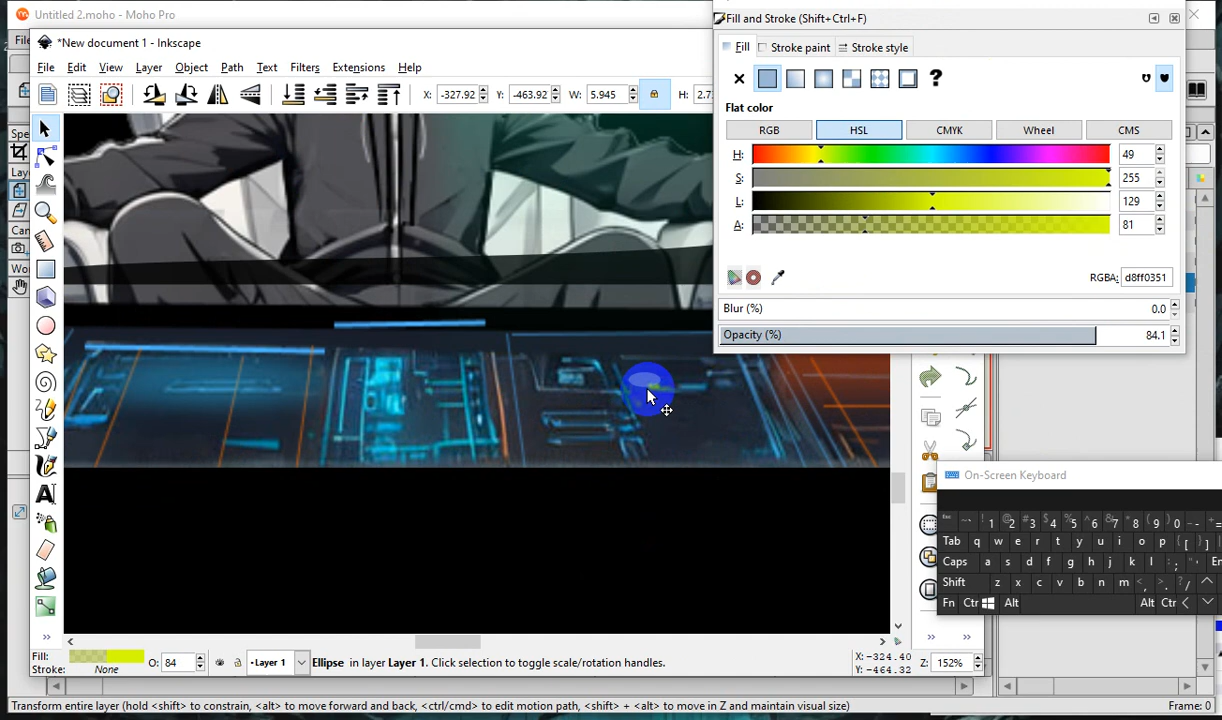 Untitled 2.moho - Moho Pro
*New document 1 - Inkscape
File Edit View Layer Object Path Text Filters Extensions Help
X: -327.92 Y: -463.92 W: 5.945 H:
Fill and Stroke (Shift+Ctrl+F)
Fill Stroke paint Stroke style
?
Flat color
RGB HSL CMYK Wheel CMS
H: 49
S: 255
L: 129
A: 81
RGBA: d8ff0351
Blur (%) 0.0
Opacity (%) 84.1
On-Screen Keyboard
Tab q w e r t y u i o p
Caps a s d f g h j k l
Shift z x c v b n m
Fn Ctr Alt Alt Ctr
Fill:
Stroke: None
O: 84
Layer 1
Ellipse in layer Layer 1. Click selection to toggle scale/rotation handles.
X: -324.40
Y: -464.32
Z: 152%
Transform entire layer (hold <shift> to constrain, <alt> to move forward and back, <ctrl/cmd> to edit motion path, <shift> + <alt> to move in Z and maintain visual size)
Frame: 0